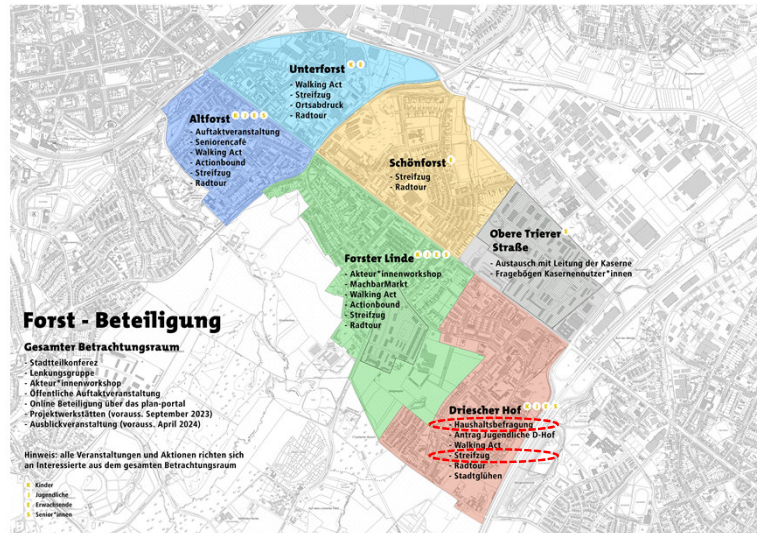 Unterforst
- Walking Act
- Streifzug
- Ortsabdruck
- Radtour
Altforst
- Auftaktveranstaltung
- Seniorencafé
- Walking Act
- Actionbound
- Streifzug
- Radtour
Schönforst
- Streifzug
- Radtour
Obere Trierer
Straße
- Austausch mit Leitung der Kaserne
- Fragebögen Kasernennutzer*innen
Forster Linde
- Akteur*innenworkshop
- MachbarMarkt
- Walking Act
- Actionbound
- Streifzug
- Radtour
Forst - Beteiligung
Gesamter Betrachtungsraum
- Stadtteilkonferez
- Lenkungsgruppe
- Akteur*innenworkshop
- Öffentliche Auftaktveranstaltung
- Online Beteiligung über das plan-portal
- Projektwerkstätten (vorauss. September 2023)
- Ausblickveranstaltung (vorauss. April 2024)
Hinweis: alle Veranstaltungen und Aktionen richten sich
an Interessierte aus dem gesamten Betrachtungsraum
K Kinder
J Jugendliche
E Erwachsende
S Senior*innen
Driescher Hof
- Haushaltsbefragung
- Antrag Jugendliche D-Hof
- Walking Act
- Streifzug
- Radtour
- Stadtglühen